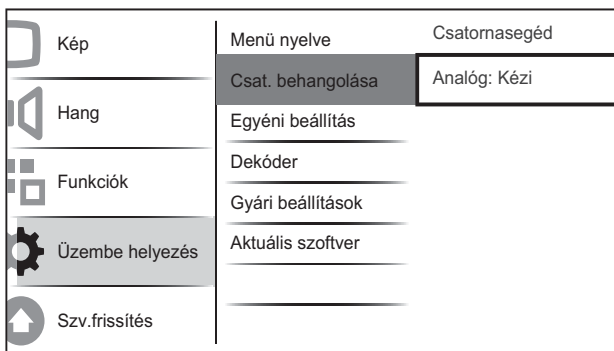 Kép
Hang
Funkciók
Üzembe helyezés
Szv.frissítés
Menü nyelve
Csat. behangolása
Egyéni beállítás
Dekóder
Gyári beállítások
Aktuális szoftver
Csatornasegéd
Analóg: Kézi